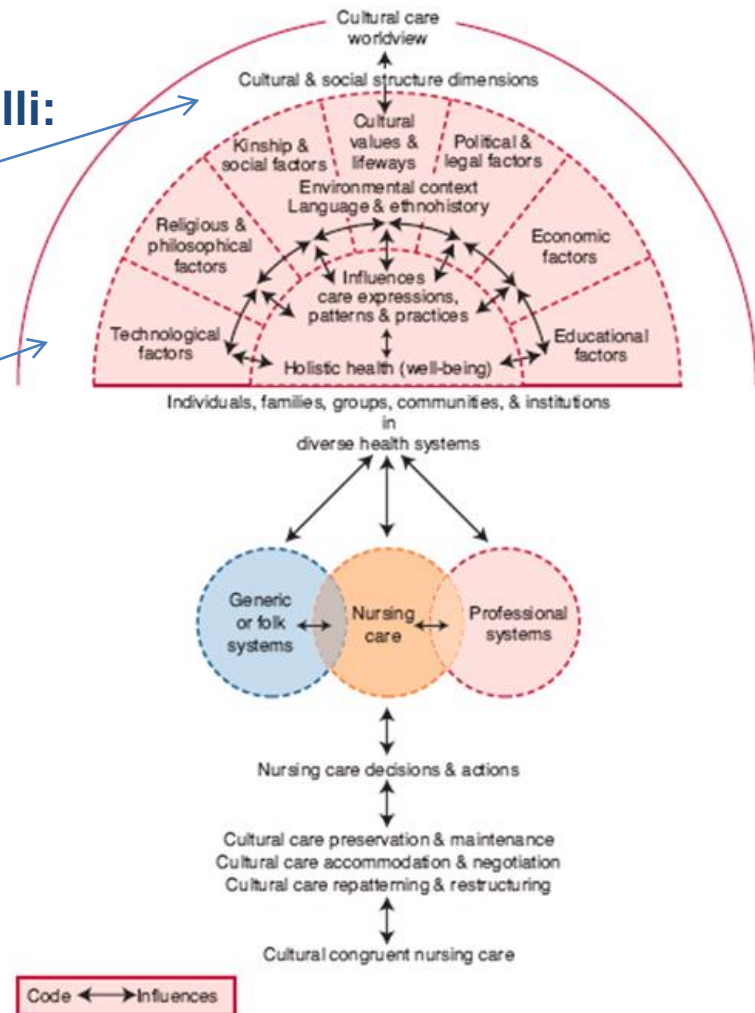 Cultural care
worldview
lli:
Cultural & social structure dimensions
Kinship &
social factors
Cultural
values &
lifeways
Political &
legal factors
Environmental context
Language & ethnohistory
Religious &
philosophical
factors
Economic
factors
Influences
care expressions,
patterns & practices
Technological
factors
Educational
factors
Holistic health (well-being)
Individuals, families, groups, communities, & institutions
in
diverse health systems
Generic
or folk
systems
Nursing
care
Professional
systems
Nursing care decisions & actions
Cultural care preservation & maintenance
Cultural care accommodation & negotiation
Cultural care repatterning & restructuring
Cultural congruent nursing care
Code Influences